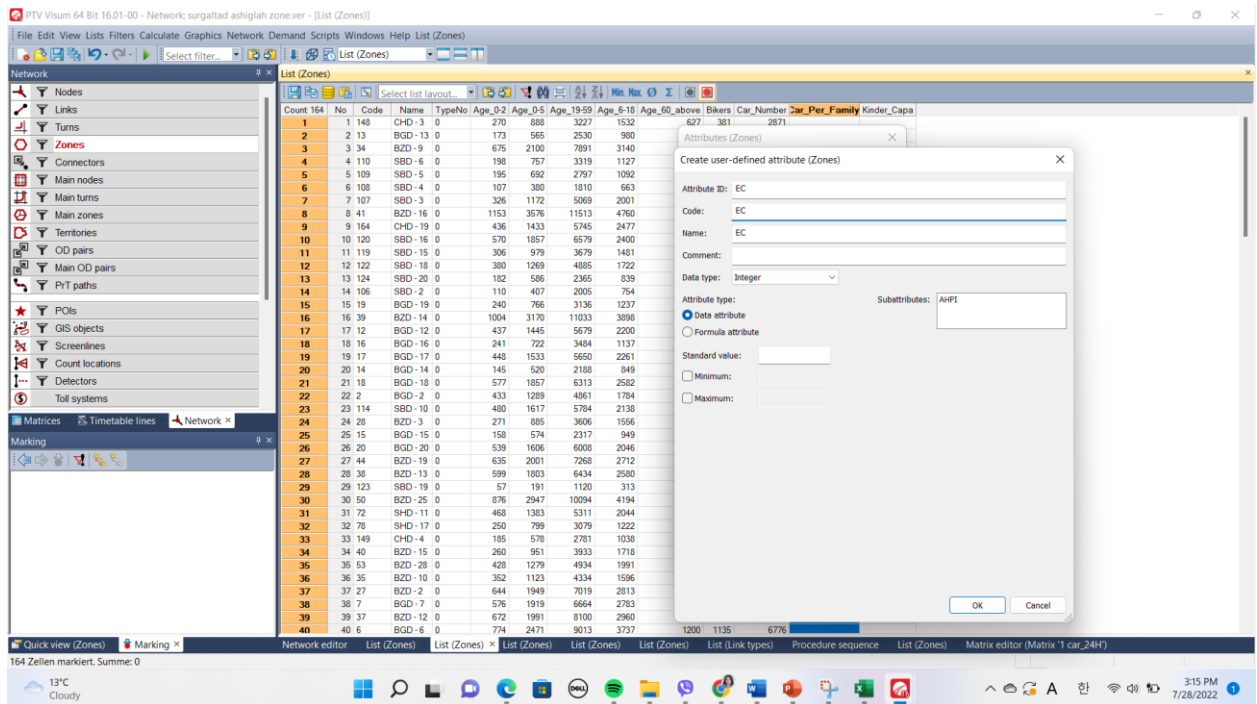 PTV Visum 64 Bit 16.01-00 - Network: surgaltad ashiglah zone.ver - [List (Zones)]
File Edit View Lists Filters Calculate Graphics Network Demand Scripts Windows Help List (Zones)
Select filter... List (Zones)
Network
List (Zones)
Nodes
Links
Turns
Zones
Connectors
Main nodes
Main turns
Main zones
Territories
OD pairs
Main OD pairs
PrT paths
POIs
GIS objects
Screenlines
Count locations
Detectors
Toll systems
Matrices Timetable lines Network
Marking
Select list layout... Min. Max. Ø Σ
Count 164 No Code Name TypeNo Age_0-2 Age_0-5 Age_19-59 Age_6-18 Age_60_above Bikers Car_Number Car_Per_Family Kinder_Capa
1 1 148 CHD - 3 0 270 888 3227 1532 627 381 2871
2 2 13 BGD - 13 0 173 565 2530 980
3 3 34 BZD - 9 0 675 2100 7891 3140
4 4 110 SBD - 6 0 198 757 3319 1127
5 5 109 SBD - 5 0 195 692 2797 1092
6 6 108 SBD - 4 0 107 380 1810 663
7 7 107 SBD - 3 0 326 1172 5069 2001
8 8 41 BZD - 16 0 1153 3576 11513 4760
9 9 164 CHD - 19 0 436 1433 5745 2477
10 10 120 SBD - 16 0 570 1857 6579 2400
11 11 119 SBD - 15 0 306 979 3679 1481
12 12 122 SBD - 18 0 380 1269 4885 1722
13 13 124 SBD - 20 0 182 586 2365 839
14 14 106 SBD - 2 0 110 407 2005 754
15 15 19 BGD - 19 0 240 766 3136 1237
16 16 39 BZD - 14 0 1004 3170 11033 3898
17 17 12 BGD - 12 0 437 1445 5679 2200
18 18 16 BGD - 16 0 241 722 3484 1137
19 19 17 BGD - 17 0 448 1533 5650 2261
20 20 14 BGD - 14 0 145 520 2188 849
21 21 18 BGD - 18 0 577 1857 6313 2582
22 22 2 BGD - 2 0 433 1289 4861 1784
23 23 114 SBD - 10 0 480 1617 5784 2138
24 24 28 BZD - 3 0 271 885 3606 1556
25 25 15 BGD - 15 0 158 574 2317 949
26 26 20 BGD - 20 0 539 1606 6008 2046
27 27 44 BZD - 19 0 635 2001 7268 2712
28 28 38 BZD - 13 0 599 1803 6434 2580
29 29 123 SBD - 19 0 57 191 1120 313
30 30 50 BZD - 25 0 876 2947 10094 4194
31 31 72 SHD - 11 0 468 1383 5311 2044
32 32 78 SHD - 17 0 250 799 3079 1222
33 33 149 CHD - 4 0 185 578 2781 1038
34 34 40 BZD - 15 0 260 951 3933 1718
35 35 53 BZD - 28 0 428 1279 4934 1991
36 36 35 BZD - 10 0 352 1123 4334 1596
37 37 27 BZD - 2 0 644 1949 7019 2813
38 38 7 BGD - 7 0 576 1919 6664 2783
39 39 37 BZD - 12 0 672 1991 8100 2960
40 40 6 BGD - 6 0 774 2471 9013 3737 1200 1135 6776
Attributes (Zones)
Create user-defined attribute (Zones)
Attribute ID: EC
Code: EC
Name: EC
Comment:
Data type: Integer
Attribute type: Subattributes: AHPI
Data attribute
Formula attribute
Standard value:
Minimum:
Maximum:
OK Cancel
Quick view (Zones) Marking
Network editor List (Zones) List (Zones) List (Zones) List (Zones) List (Zones) List (Link types) Procedure sequence List (Zones) Matrix editor (Matrix '1 car_24H')
164 Zellen markiert. Summe: 0
13°C
Cloudy
DELL
A 한
3:15 PM
7/28/2022
1